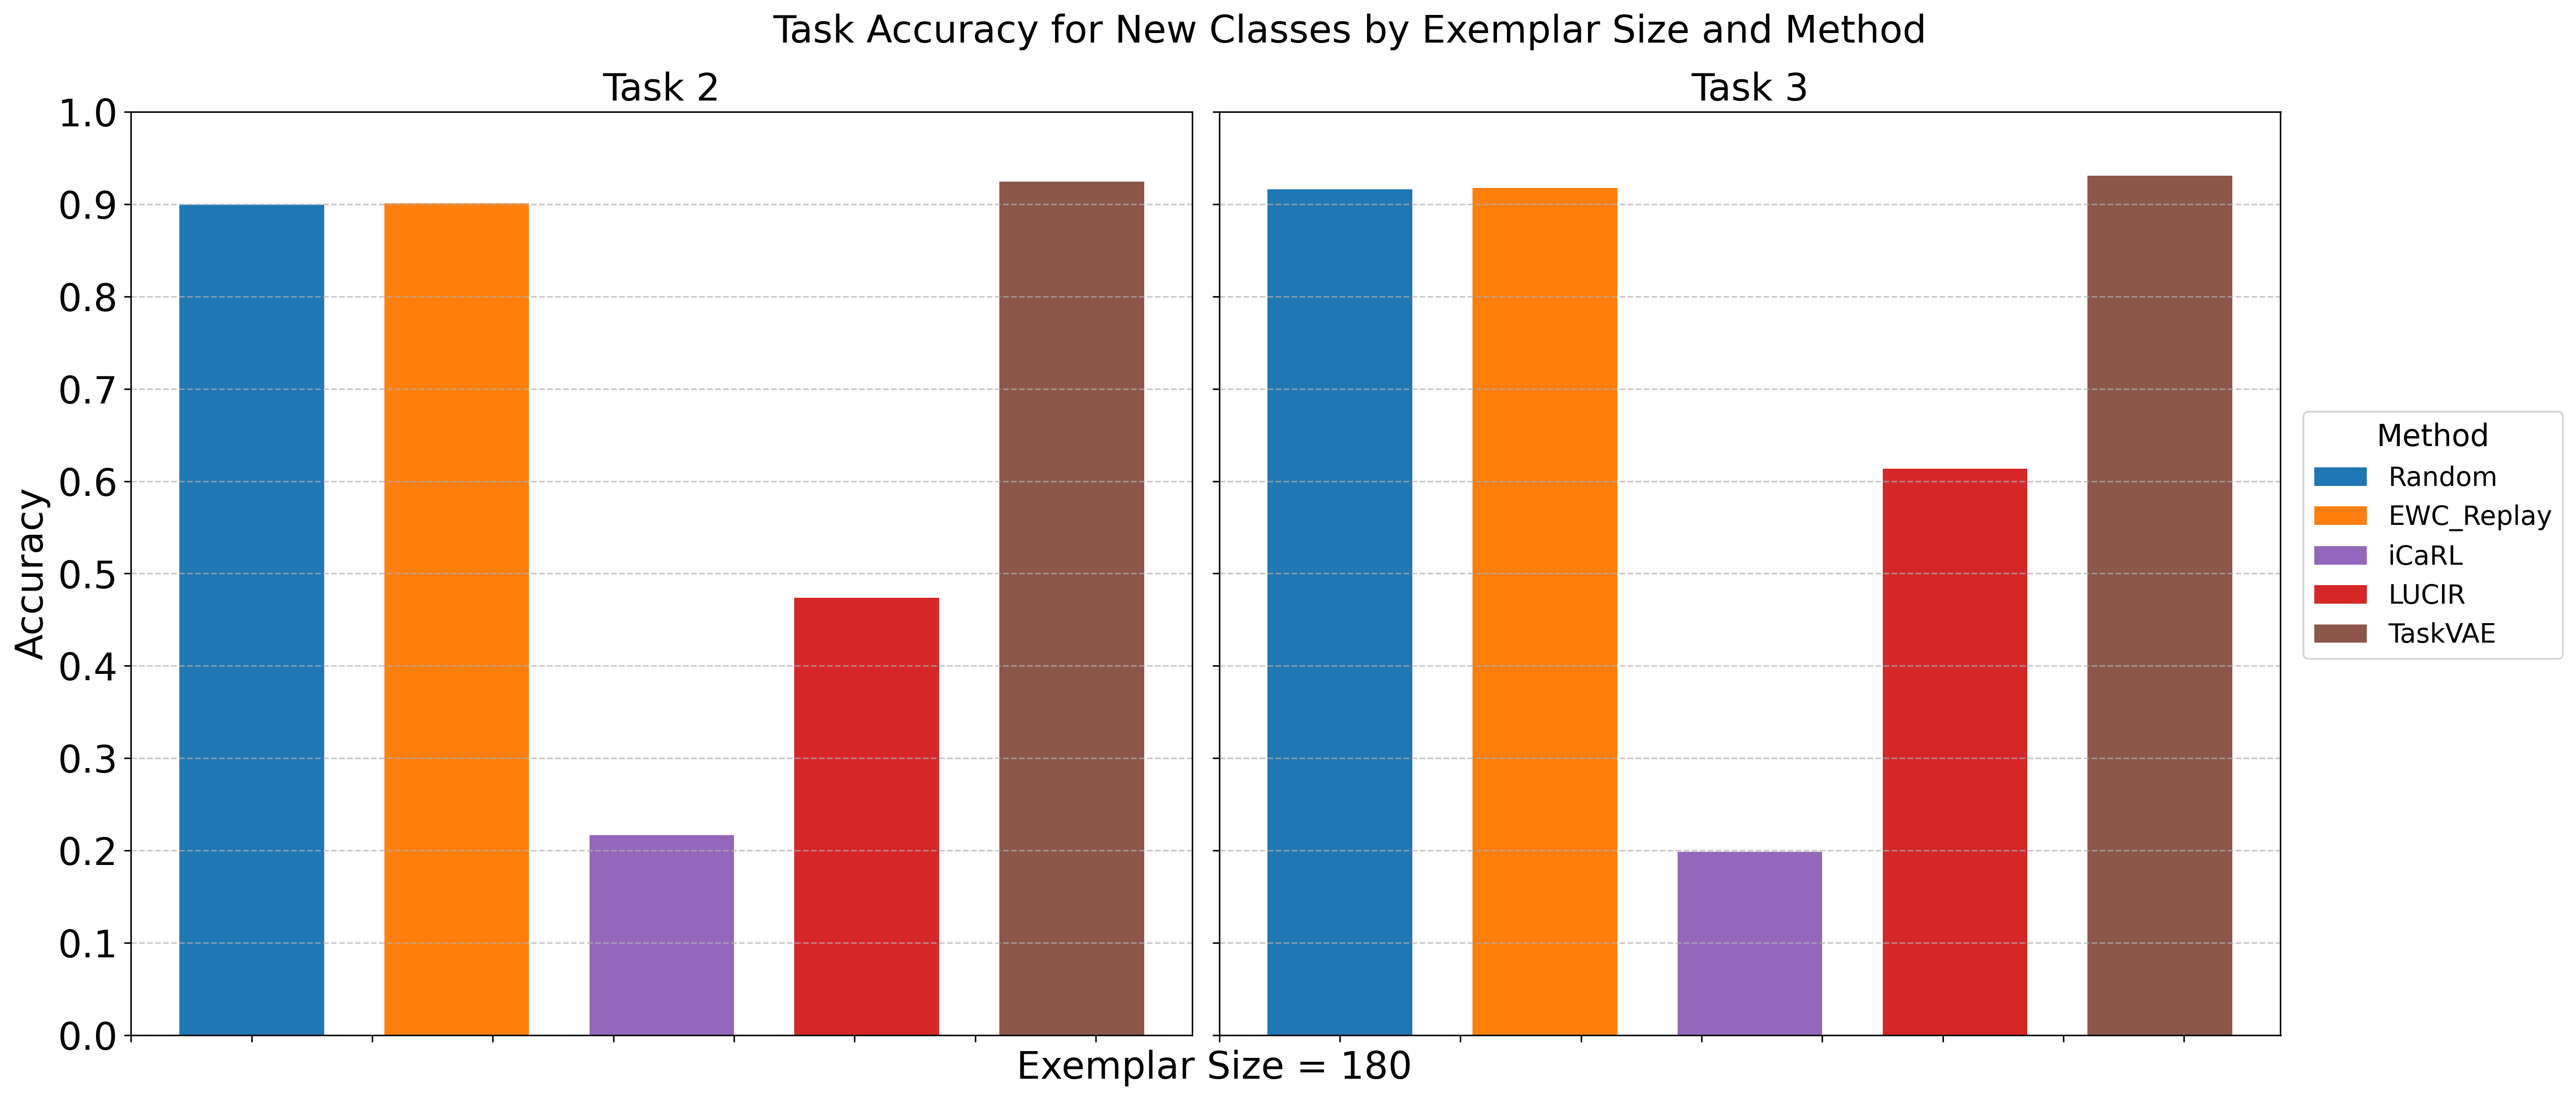 Task Accuracy for New Classes by Exemplar Size and Method
Task 2
Task 3
1.0
0.9
0.8
0.7
0.6
0.5
0.4
0.3
0.2
0.1
0.0
Accuracy
Exemplar Size = 180
Method
Random
EWC_Replay
iCaRL
LUCIR
TaskVAE